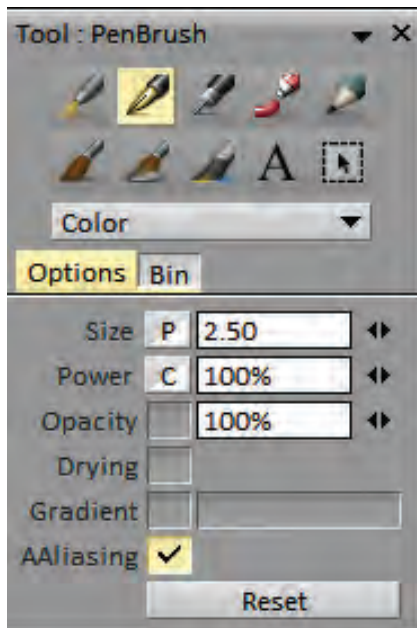 Tool : PenBrush
A
Color
Options Bin
Size P 2.50
Power C 100%
Opacity 100%
Drying
Gradient
AAliasing
Reset